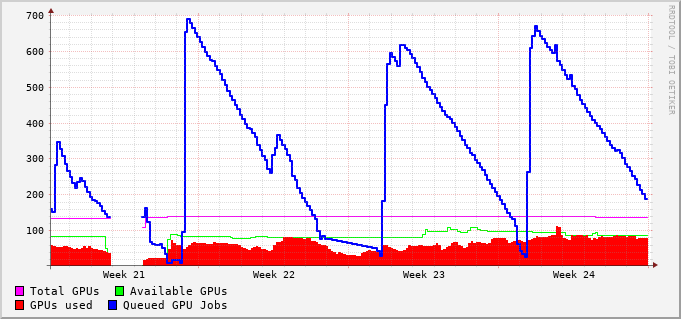 700
600
500
400
300
200
100
Week 21 Week 22 Week 23 Week 24
Total GPUs Available GPUs
GPUs used Queued GPU Jobs
RRDTOOL / TOBI OETIKER